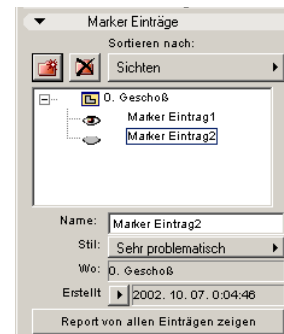 Marker Einträge
Sortieren nach:
Sichten
0. Geschoß
Marker Eintrag1
Marker Eintrag2
Name: Marker Eintrag2
Stil: Sehr problematisch
Wo: 0. Geschoß
Erstellt 2002. 10. 07. 0:04:46
Report von allen Einträgen zeigen